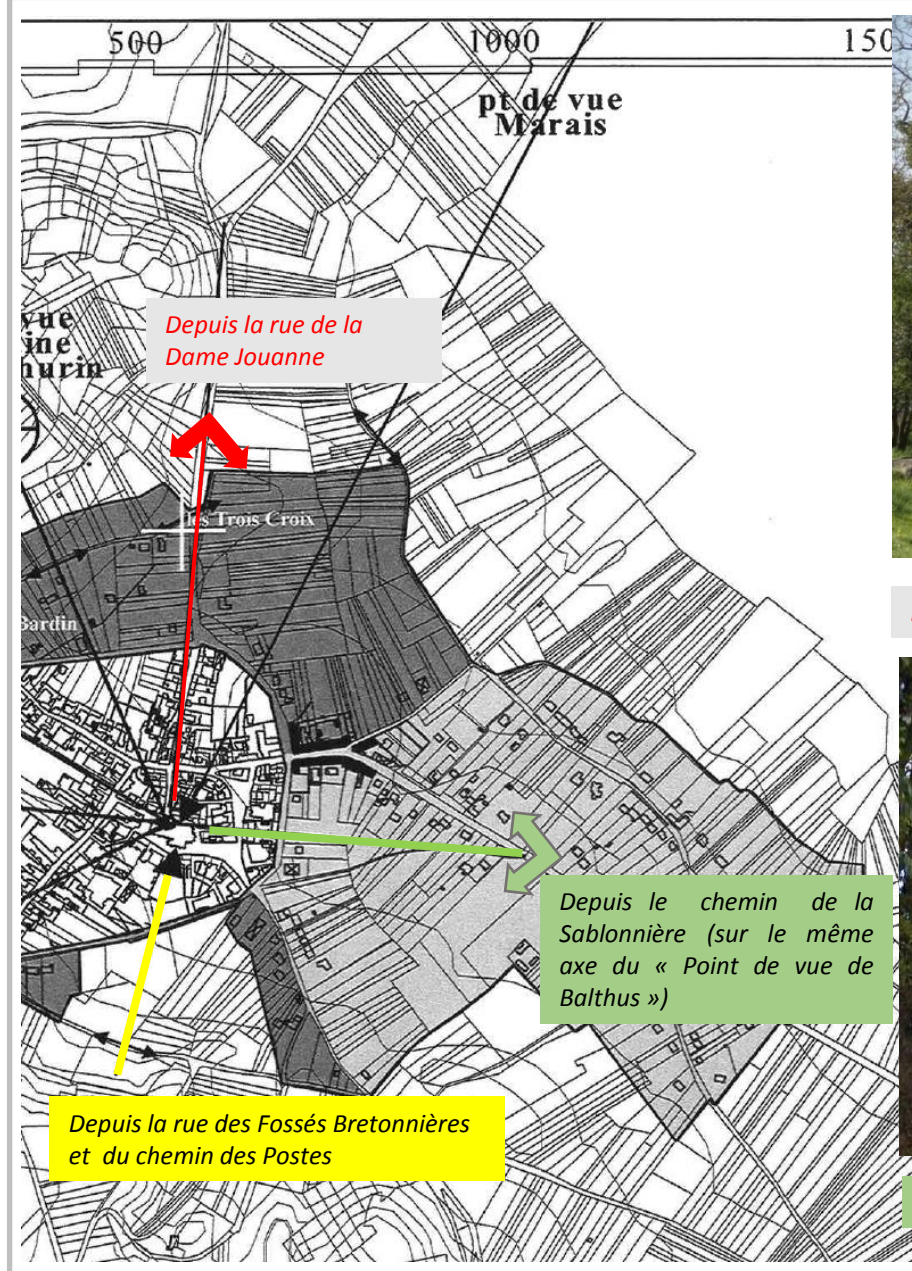 500 1000
pt de vue
Marais
Depuis la rue de la
Dame Jouanne
les Trois Croix
Bardin
Depuis le chemin de la
Sablonnière (sur le même
axe du « Point de vue de
Balthus »)
Depuis la rue des Fossés Bretonnières
et du chemin des Postes